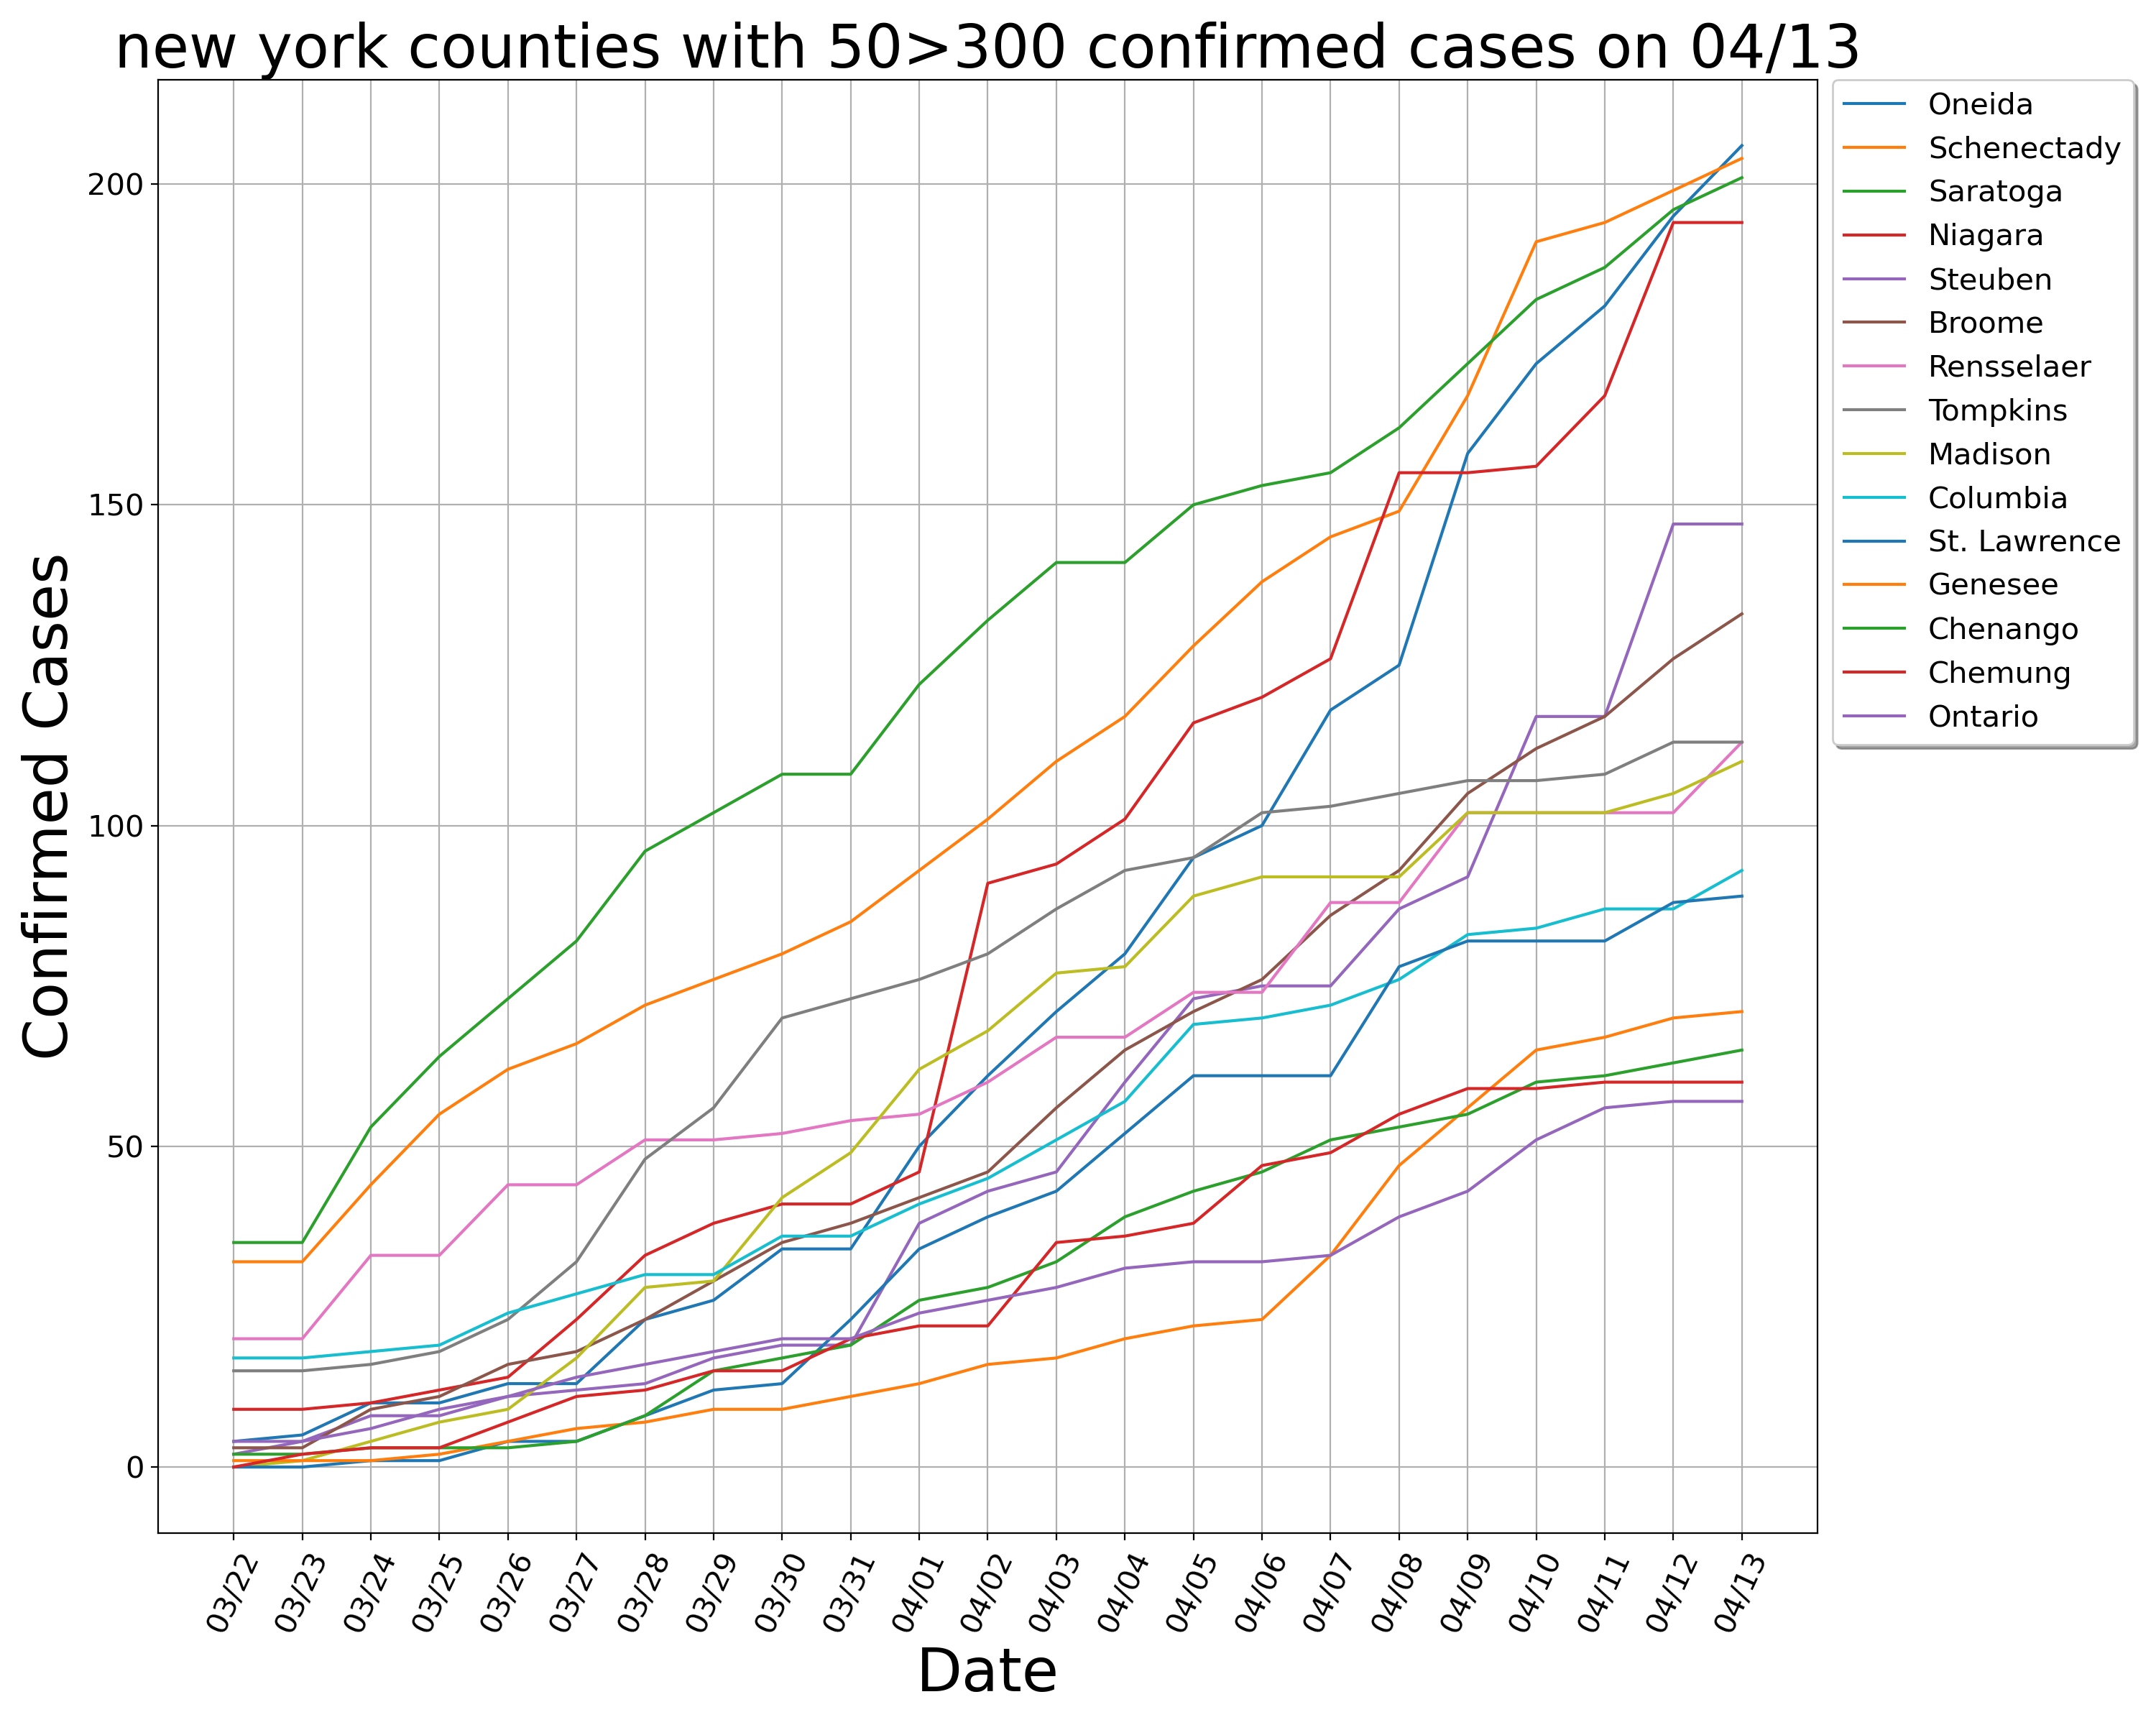 new york counties with 50>300 confirmed cases on 04/13
Oneida
Schenectady
Saratoga
Niagara
Steuben
Broome
Rensselaer
Tompkins
Madison
Columbia
St. Lawrence
Genesee
Chenango
Chemung
Ontario
Confirmed Cases
200
150
100
50
0
03/22 03/23 03/24 03/25 03/26 03/27 03/28 03/29 03/30 03/31 04/01 04/02 04/03 04/04 04/05 04/06 04/07 04/08 04/09 04/10 04/11 04/12 04/13
Date